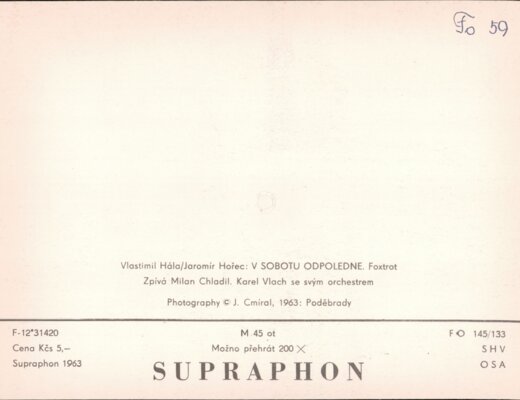 Fo 59
Vlastimil Hála/Jaromír Hořec: V SOBOTU ODPOLEDNE. Foxtrot
Zpívá Milan Chladil. Karel Vlach se svým orchestrem
Photography © J. Cmíral, 1963: Poděbrady
F-12*31420 M 45 ot FO 145/133
Cena Kčs 5,— Možno přehrát 200 X SHV
Supraphon 1963 SUPRAPHON OSA